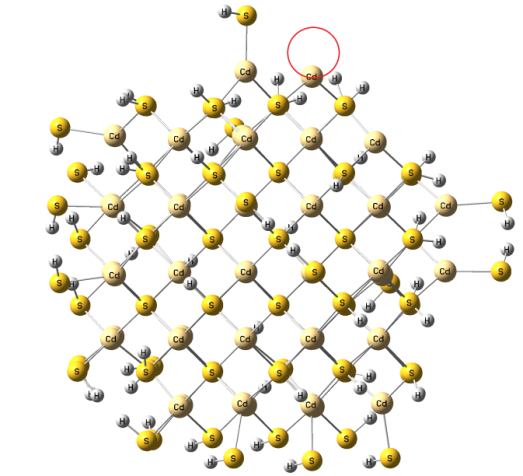 H S
Cd Cd
H H H
H H H H
S S S S
S Cd Cd S Cd Cd Cd
H H H H H H
S H H S S S S S H
H
S Cd Cd S Cd Cd Cd S
H H H H H H H
S S S S S S H
H H H
H H
Cd Cd Cd S Cd Cd S
S H H S H
S S S S S H S
H H H
Cd Cd Cd S Cd
H
S H S S S S H S
H H H H H H H
Cd Cd Cd Cd
H H H
S H S H S H S
H S H S H S